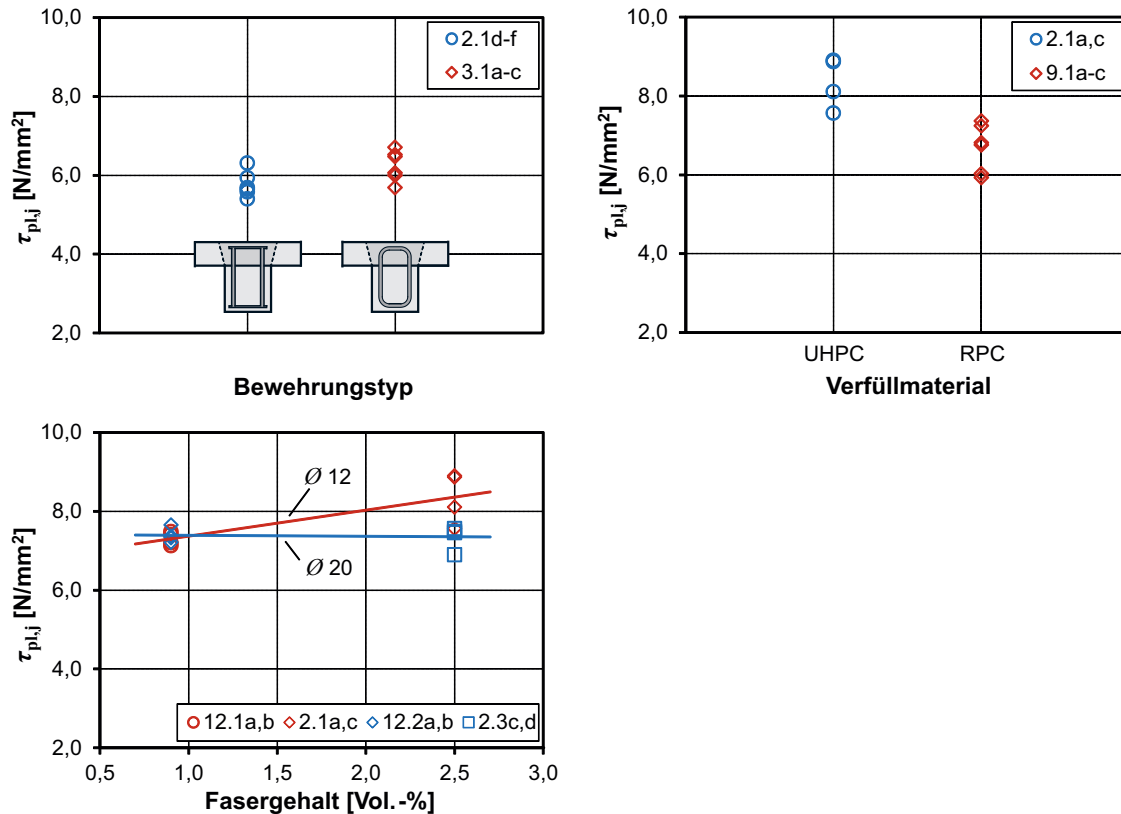 10,0
8,0
6,0
4,0
2,0
τpl,j [N/mm²]
2.1d-f
3.1a-c
Bewehrungstyp
10,0
8,0
6,0
4,0
2,0
τpl,j [N/mm²]
2.1a,c
9.1a-c
UHPC RPC
Verfüllmaterial
10,0
8,0
6,0
4,0
2,0
τpl,j [N/mm²]
Ø 12
Ø 20
12.1a,b 2.1a,c 12.2a,b 2.3c,d
0,5 1,0 1,5 2,0 2,5 3,0
Fasergehalt [Vol.-%]